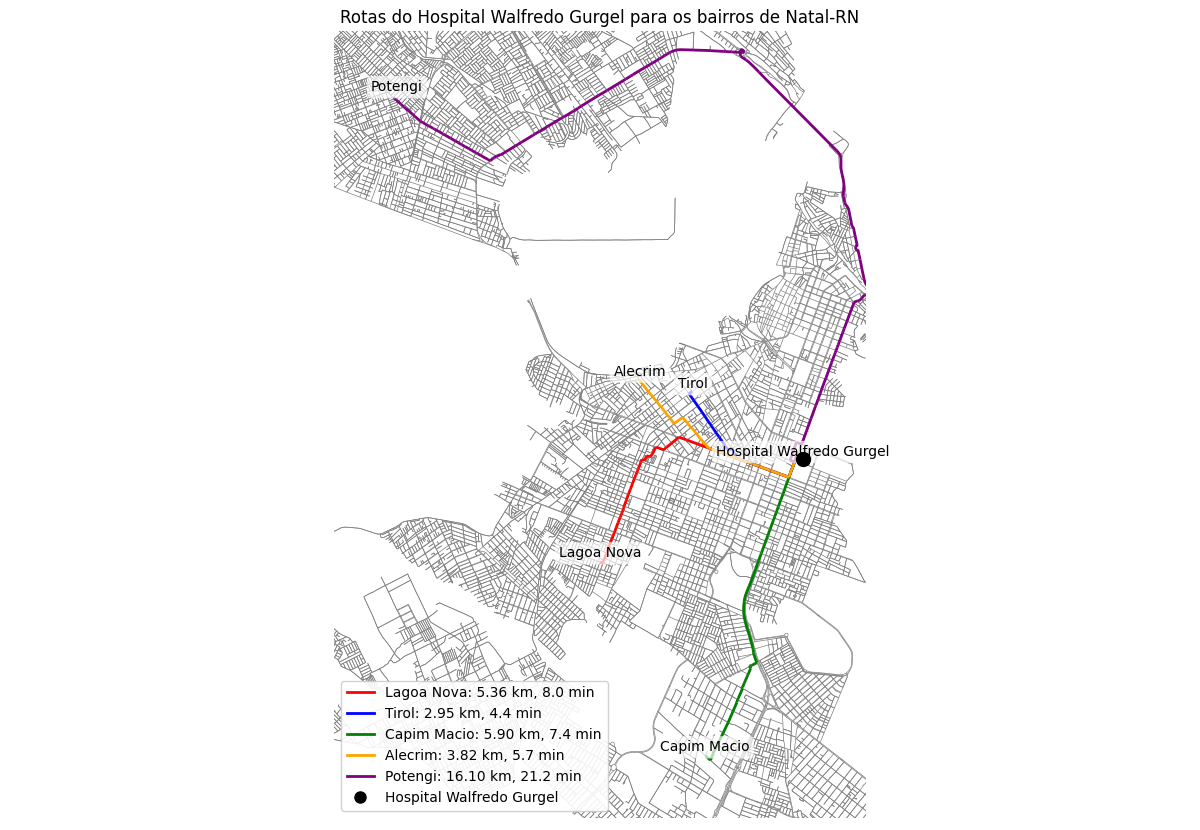 Rotas do Hospital Walfredo Gurgel para os bairros de Natal-RN
Potengi
Alecrim
Tirol
Hospital Walfredo Gurgel
Lagoa Nova
Capim Macio
Lagoa Nova: 5.36 km, 8.0 min
Tirol: 2.95 km, 4.4 min
Capim Macio: 5.90 km, 7.4 min
Alecrim: 3.82 km, 5.7 min
Potengi: 16.10 km, 21.2 min
Hospital Walfredo Gurgel